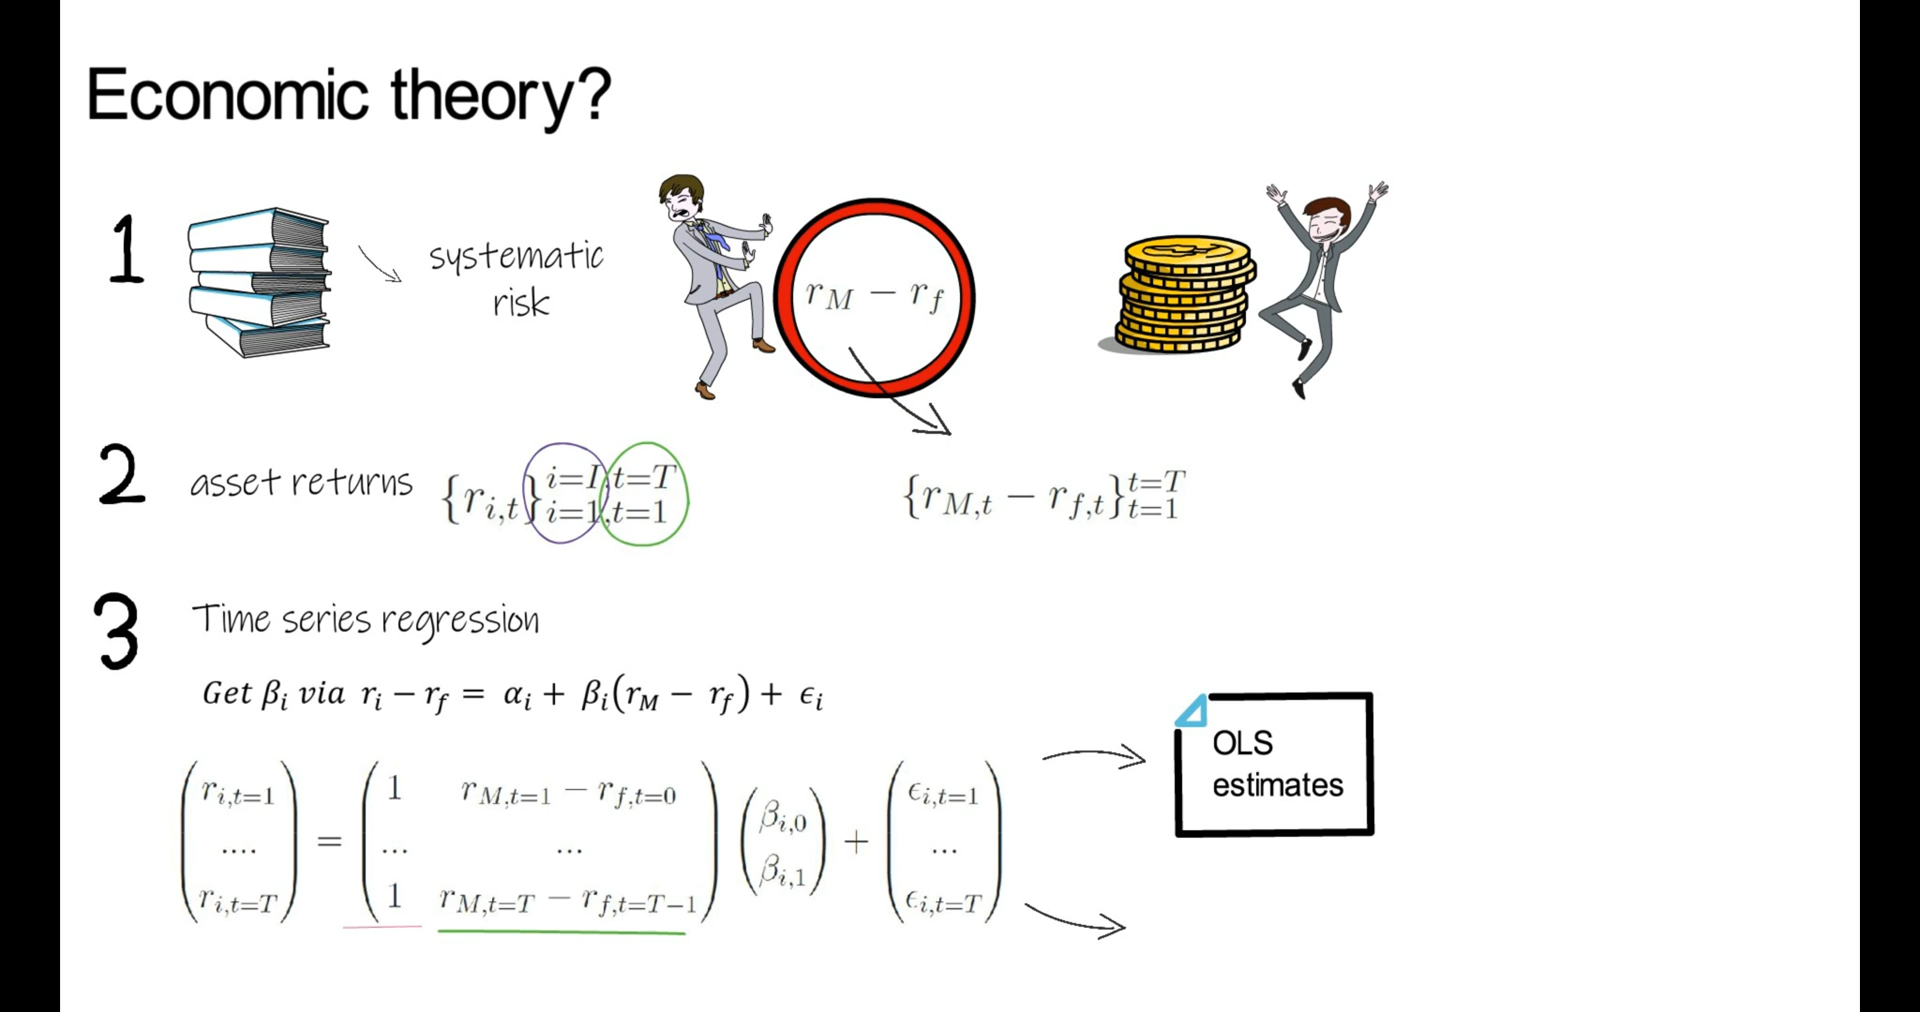 Economic theory?
1
systematic
risk
r_M − r_f
2
asset returns {r_{i,t}}_{i=1,t=1}^{i=I,t=T}
{r_{M,t} − r_{f,t}}_{t=1}^{t=T}
3
Time series regression
Get β_i via r_i − r_f = α_i + β_i(r_M − r_f) + ϵ_i
r_{i,t=1} 1 r_{M,t=1} − r_{f,t=0} β_{i,0} ϵ_{i,t=1}
.... = ... ... + ...
r_{i,t=T} 1 r_{M,t=T} − r_{f,t=T−1} β_{i,1} ϵ_{i,t=T}
OLS
estimates